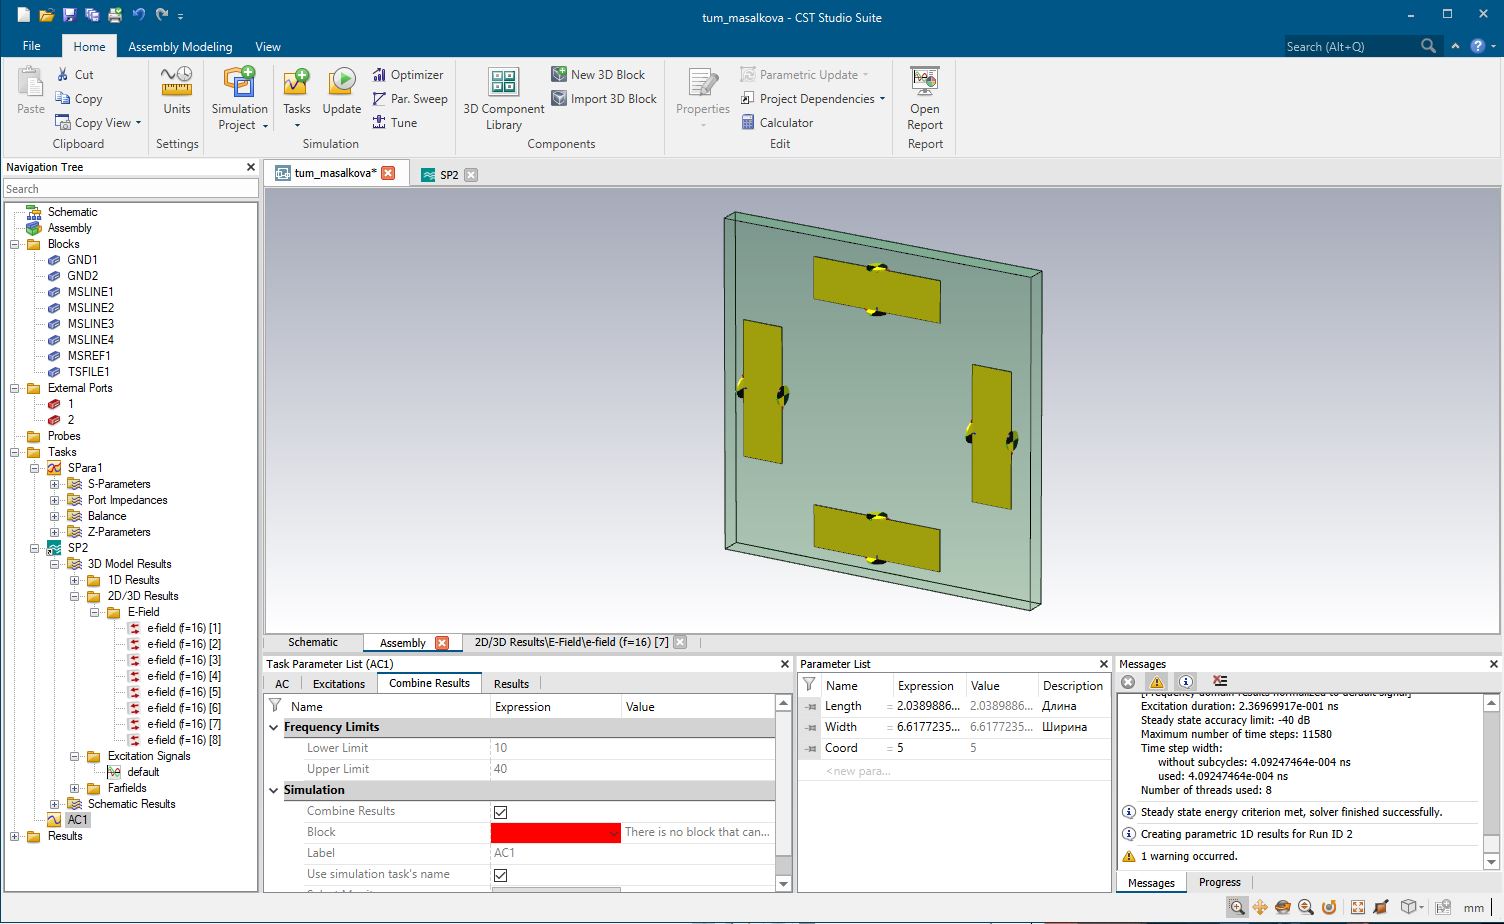 tum_masalkova - CST Studio Suite
File
Home
Assembly Modeling
View
Search (Alt+Q)
Paste
Cut
Copy
Copy View
Clipboard
Units
Settings
Simulation
Project
Tasks
Update
Optimizer
Par. Sweep
Tune
Simulation
3D Component
Library
New 3D Block
Import 3D Block
Components
Properties
Parametric Update
Project Dependencies
Calculator
Edit
Open
Report
Report
Navigation Tree
Search
Schematic
Assembly
Blocks
GND1
GND2
MSLINE1
MSLINE2
MSLINE3
MSLINE4
MSREF1
TSFILE1
External Ports
1
2
Probes
Tasks
SPara1
S-Parameters
Port Impedances
Balance
Z-Parameters
SP2
3D Model Results
1D Results
2D/3D Results
E-Field
e-field (f=16) [1]
e-field (f=16) [2]
e-field (f=16) [3]
e-field (f=16) [4]
e-field (f=16) [5]
e-field (f=16) [6]
e-field (f=16) [7]
e-field (f=16) [8]
Excitation Signals
default
Farfields
Schematic Results
AC1
Results
tum_masalkova*
SP2
Schematic
Assembly
2D/3D Results\E-Field\e-field (f=16) [7]
Task Parameter List (AC1)
AC
Excitations
Combine Results
Results
Name Expression Value
Frequency Limits
Lower Limit 10
Upper Limit 40
Simulation
Combine Results
Block There is no block that can...
Label AC1
Use simulation task's name
Parameter List
Name Expression Value Description
Length = 2.0389886... 2.0389886... Длина
Width = 6.6177235... 6.6177235... Ширина
Coord = 5 5
<new para...
Messages
[Frequency domain results normalized to default signal]
Excitation duration: 2.36969917e-001 ns
Steady state accuracy limit: -40 dB
Maximum number of time steps: 11580
Time step width:
without subcycles: 4.09247464e-004 ns
used: 4.09247464e-004 ns
Number of threads used: 8
Steady state energy criterion met, solver finished successfully.
Creating parametric 1D results for Run ID 2
1 warning occurred.
Messages
Progress
mm